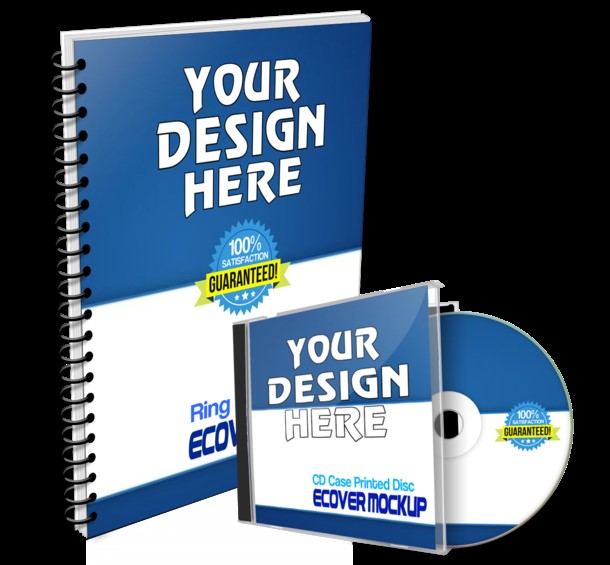 YOUR
DESIGN
HERE
100%
SATISFACTION
GUARANTEED!
Ring
YOUR
DESIGN
HERE
CD Case Printed Disc
ECOVER MOCKUP
100%
SATISFACTION
GUARANTEED!